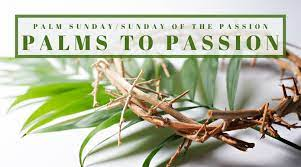 PALM SUNDAY/SUNDAY OF THE PASSION
PALMS TO PASSION